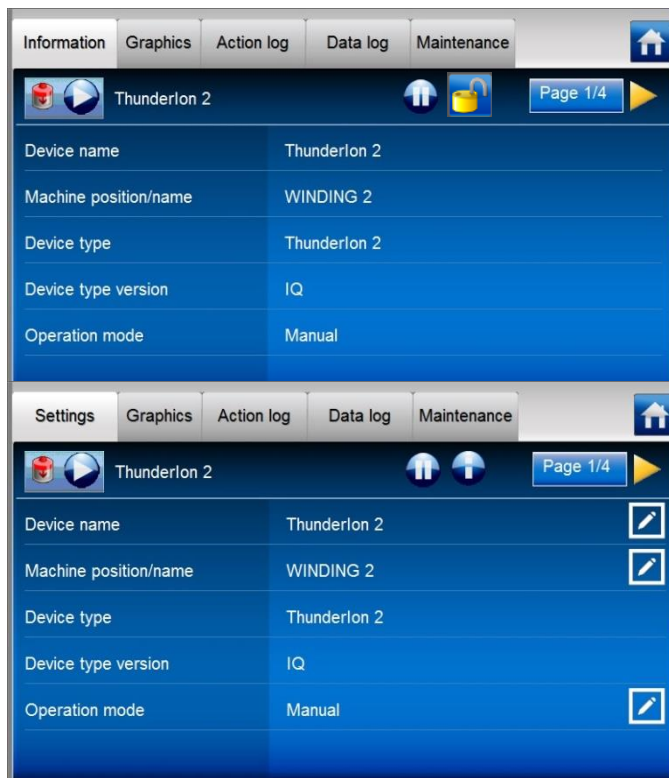 Information Graphics Action log Data log Maintenance
ThunderIon 2 Page 1/4
Device name ThunderIon 2
Machine position/name WINDING 2
Device type ThunderIon 2
Device type version IQ
Operation mode Manual
Settings Graphics Action log Data log Maintenance
ThunderIon 2 Page 1/4
Device name ThunderIon 2
Machine position/name WINDING 2
Device type ThunderIon 2
Device type version IQ
Operation mode Manual